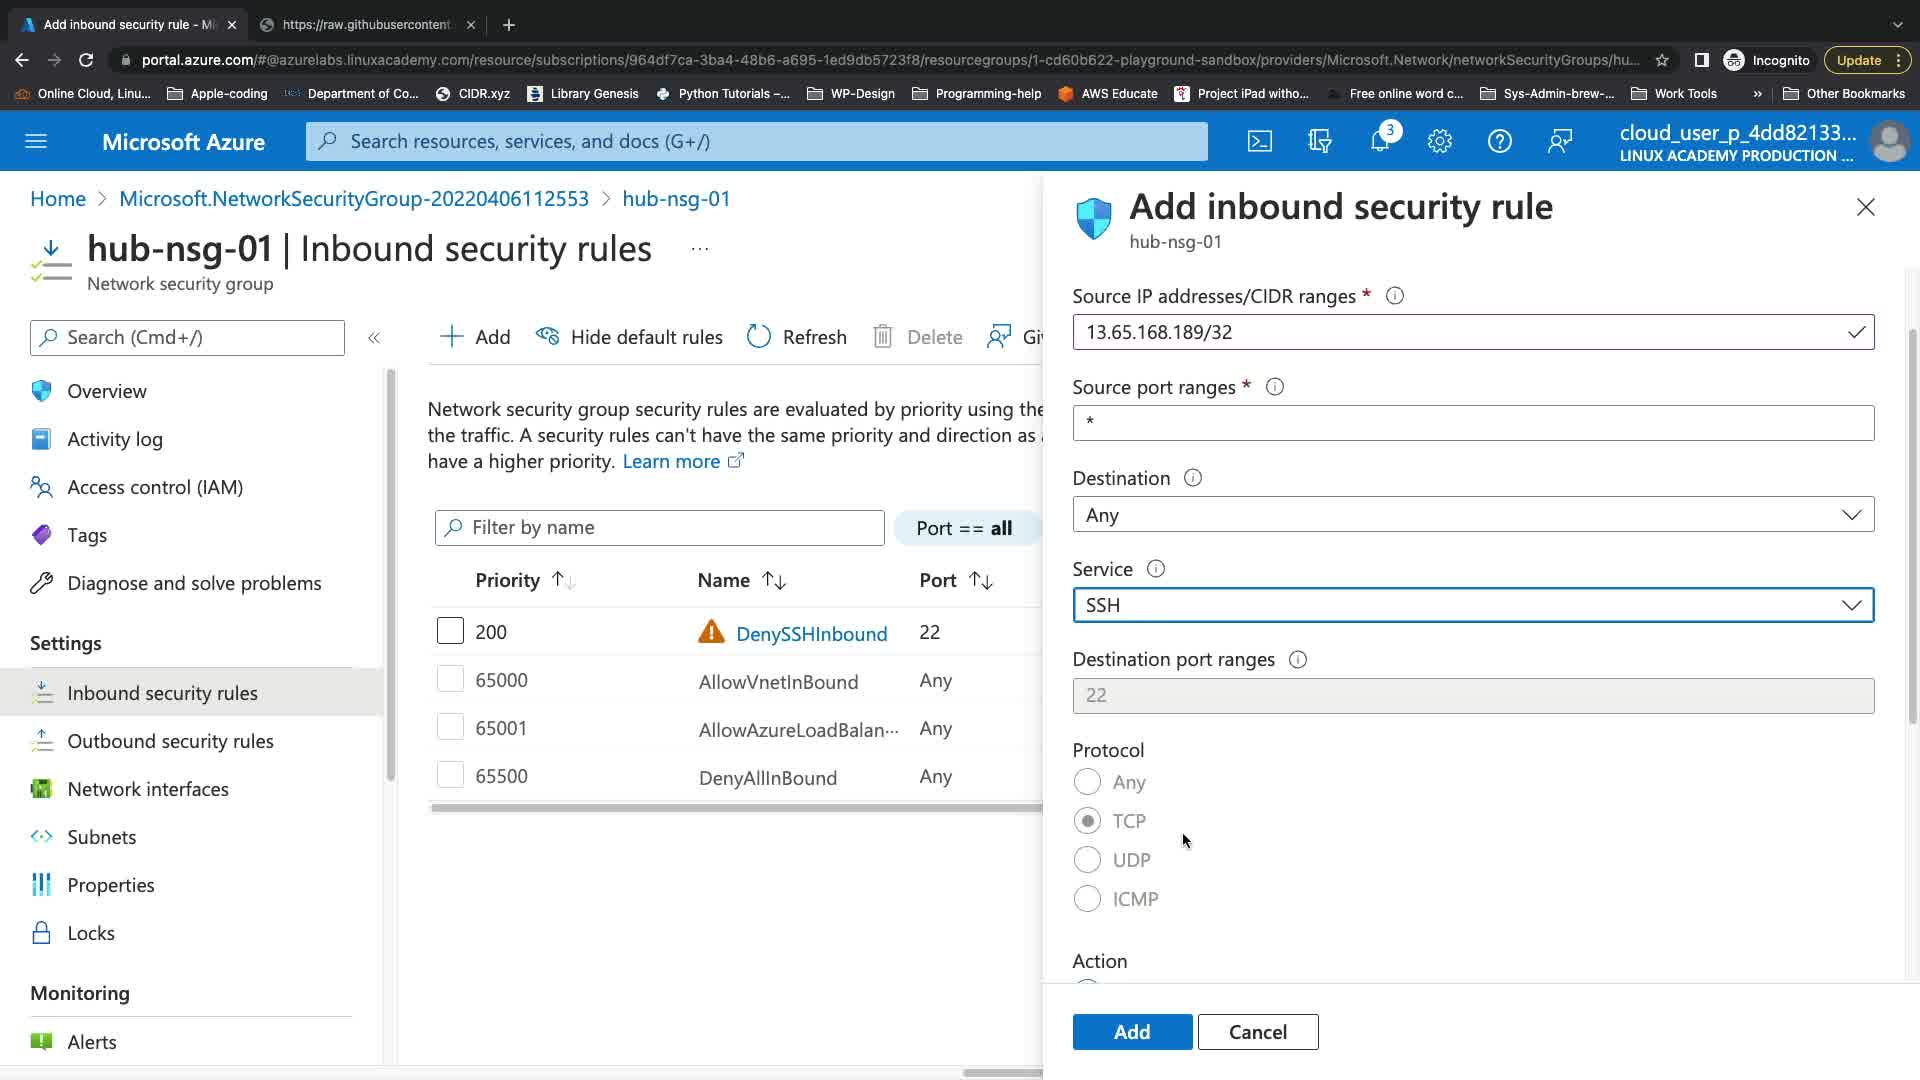 Add inbound security rule - Mi
https://raw.githubusercontent
portal.azure.com/#@azurelabs.linuxacademy.com/resource/subscriptions/964df7ca-3ba4-48b6-a695-1ed9db5723f8/resourcegroups/1-cd60b622-playground-sandbox/providers/Microsoft.Network/networkSecurityGroups/hu...
Incognito
Update
Online Cloud, Linu...
Apple-coding
Department of Co...
CIDR.xyz
Library Genesis
Python Tutorials –...
WP-Design
Programming-help
AWS Educate
Project iPad witho...
Free online word c...
Sys-Admin-brew-...
Work Tools
»
Other Bookmarks
Microsoft Azure
Search resources, services, and docs (G+/)
3
cloud_user_p_4dd82133...
LINUX ACADEMY PRODUCTION ...
Home > Microsoft.NetworkSecurityGroup-20220406112553 > hub-nsg-01
hub-nsg-01 | Inbound security rules ...
Network security group
Search (Cmd+/)
«
Overview
Activity log
Access control (IAM)
Tags
Diagnose and solve problems
Settings
Inbound security rules
Outbound security rules
Network interfaces
Subnets
Properties
Locks
Monitoring
Alerts
Add
Hide default rules
Refresh
Delete
Gi
Network security group security rules are evaluated by priority using the
the traffic. A security rules can't have the same priority and direction as a
have a higher priority. Learn more
Filter by name
Port == all
Priority Name Port
200 DenySSHInbound 22
65000 AllowVnetInBound Any
65001 AllowAzureLoadBalan... Any
65500 DenyAllInBound Any
Add inbound security rule
hub-nsg-01
Source IP addresses/CIDR ranges *
13.65.168.189/32
Source port ranges *
*
Destination
Any
Service
SSH
Destination port ranges
22
Protocol
Any
TCP
UDP
ICMP
Action
Add
Cancel